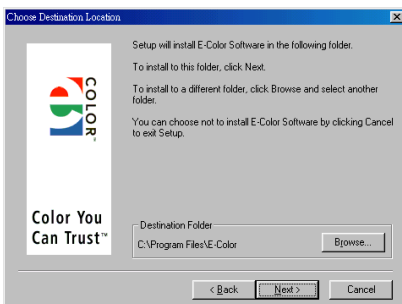 Choose Destination Location
Setup will install E-Color Software in the following folder.
To install to this folder, click Next.
To install to a different folder, click Browse and select another
folder.
You can choose not to install E-Color Software by clicking Cancel
to exit Setup.
COLOR
Color You
Can Trust™
Destination Folder
C:\Program Files\E-Color
Browse...
< Back
Next >
Cancel